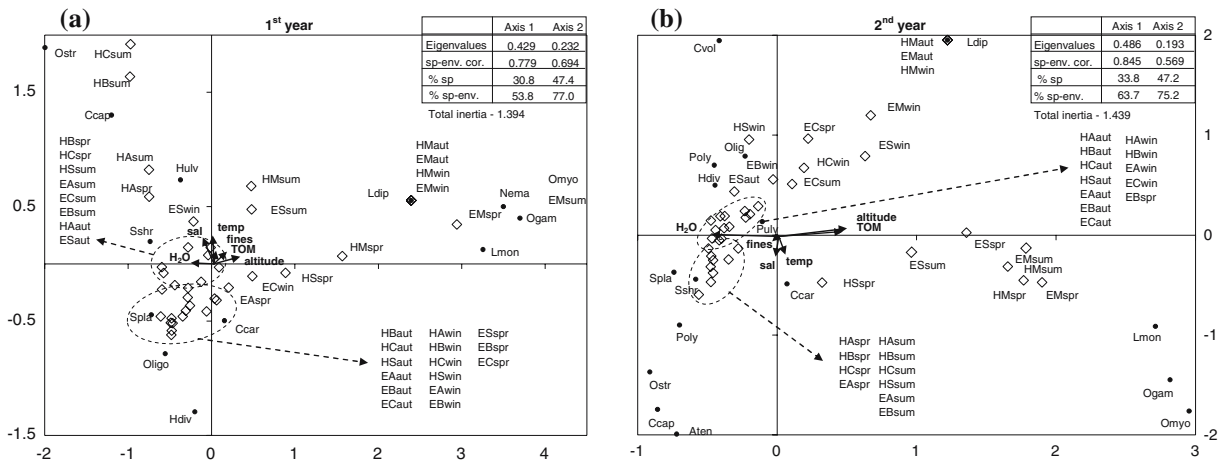 (a)
1st year
Axis 1 Axis 2
Eigenvalues 0.429 0.232
sp-env. cor. 0.779 0.694
% sp 30.8 47.4
% sp-env. 53.8 77.0
Total inertia - 1.394
Ostr
HCsum
HBsum
1.5
Ccap
HBspr
HCspr
HSsum
EAsum
ECsum
EBsum
HAaut
ESaut
HAsum
HAspr
Hulv
HMsum
ESsum
ESwin
Sshr
sal
temp
fines
TOM
H2O
altitude
HMaut
EMaut
HMwin
EMwin
Ldip
Nema
Omyo
EMsum
Ogam
EMspr
Lmon
0.5
HMspr
HSspr
ECwin
EAspr
Spla
Ccar
-0.5
Oligo
Hdiv
HBaut HAwin ESspr
HCaut HBwin EBspr
HSaut HCwin ECspr
EAaut HSwin
EBaut EAwin
ECaut EBwin
-1.5
-2 -1 0 1 2 3 4
(b)
2nd year
Axis 1 Axis 2
Eigenvalues 0.486 0.193
sp-env. cor. 0.845 0.569
% sp 33.8 47.2
% sp-env. 63.7 75.2
Total inertia - 1.439
Cvol
HMaut
EMaut
HMwin
Ldip
2
EMwin
HSwin
ECspr
ESwin
Olig
Poly
EBwin
HCwin
Hdiv
ESaut
ECsum
HAaut HAwin
HBaut HBwin
HCaut EAwin
HSaut ECwin
EAaut EBspr
EBaut
ECaut
1
Puly
altitude
TOM
H2O
fines
sal
temp
0
ESspr
ESsum
EMsum
HMsum
HMspr
EMspr
Spla
Sshr
Ccar
HSspr
Poly
Lmon
-1
HAspr HAsum
HBspr HBsum
HCspr HCsum
EAspr HSsum
EAsum
EBsum
Ostr
Ccap
Aten
Ogam
Omyo
-2
-1 0 1 2 3